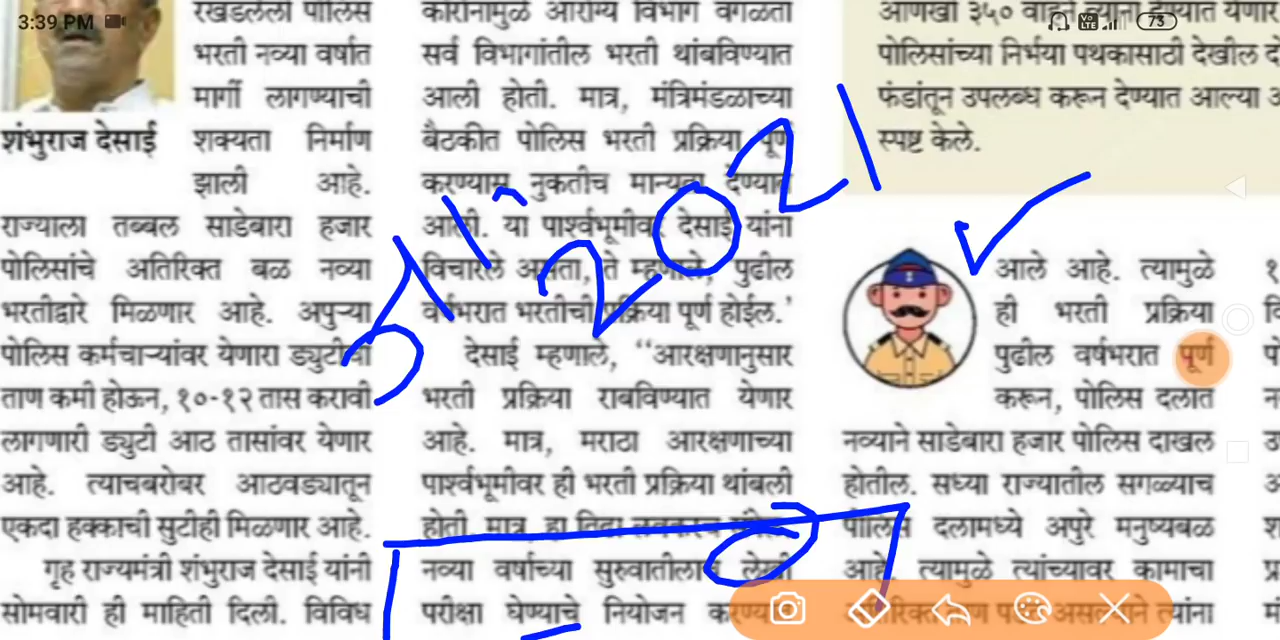 3:39 PM
73
रखडलेली पोलिस
भरती नव्या वर्षात
मार्गी लागण्याची
शंभुराज देसाई शक्यता निर्माण
झाली आहे.
राज्याला तब्बल साडेबारा हजार
पोलिसांचे अतिरिक्त बळ नव्या
भरतीद्वारे मिळणार आहे. अपुऱ्या
पोलिस कर्मचाऱ्यांवर येणारा ड्युटीचा
ताण कमी होऊन, १०-१२ तास करावी
लागणारी ड्युटी आठ तासांवर येणार
आहे. त्याचबरोबर आठवड्यातून
एकदा हक्काची सुटीही मिळणार आहे.
गृह राज्यमंत्री शंभुराज देसाई यांनी
सोमवारी ही माहिती दिली. विविध
कोरोनामुळे आरोग्य विभाग वगळता
सर्व विभागांतील भरती थांबविण्यात
आली होती. मात्र, मंत्रिमंडळाच्या
बैठकीत पोलिस भरती प्रक्रिया पूर्ण
करण्यास नुकतीच मान्यता देण्यात
आली. या पार्श्वभूमीवर देसाई यांना
विचारले असता, ते म्हणाले, 'पुढील
वर्षभरात भरतीची प्रक्रिया पूर्ण होईल.'
देसाई म्हणाले, ‘‘आरक्षणानुसार
भरती प्रक्रिया राबविण्यात येणार
आहे. मात्र, मराठा आरक्षणाच्या
पार्श्वभूमीवर ही भरती प्रक्रिया थांबली
होती मात्र हा तिढा लवकरच
नव्या वर्षाच्या सुरुवातीलाच लेखी
परीक्षा घेण्याचे नियोजन
2021
आणखी ३५० वाहने त्यांना देण्यात येणार
पोलिसांच्या निर्भया पथकासाठी देखील
फंडांतून उपलब्ध करून देण्यात आल्या
स्पष्ट केले.
आले आहे. त्यामुळे
ही भरती प्रक्रिया
पुढील वर्षभरात पूर्ण
करून, पोलिस दलात
नव्याने साडेबारा हजार पोलिस दाखल
होतील. सध्या राज्यातील सगळ्याच
पोलिस दलामध्ये अपुरे मनुष्यबळ
आहे. त्यामुळे त्यांच्यावर कामाचा
अतिरिक्त ताण पडत असल्याने त्यांना